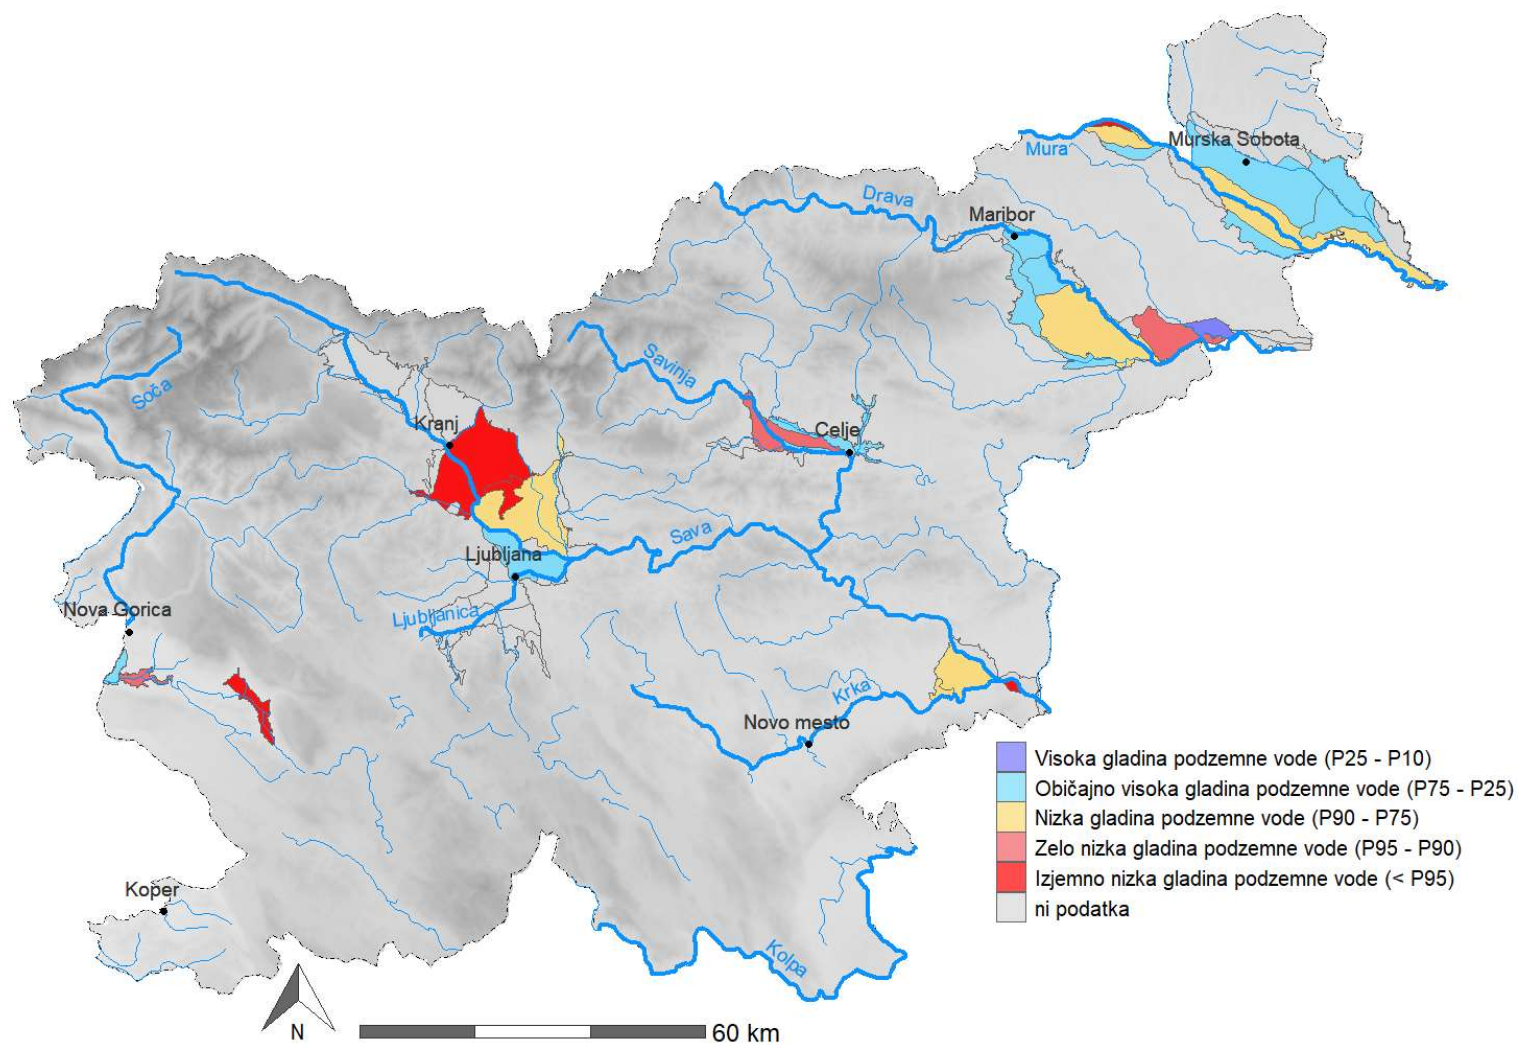 Murska Sobota
Mura
Drava
Maribor
Soča
Savinja
Kranj
Celje
Sava
Ljubljana
Nova Gorica
Ljubljanica
Krka
Novo mesto
Visoka gladina podzemne vode (P25 - P10)
Običajno visoka gladina podzemne vode (P75 - P25)
Nizka gladina podzemne vode (P90 - P75)
Zelo nizka gladina podzemne vode (P95 - P90)
Izjemno nizka gladina podzemne vode (< P95)
ni podatka
Koper
Kolpa
N
60 km